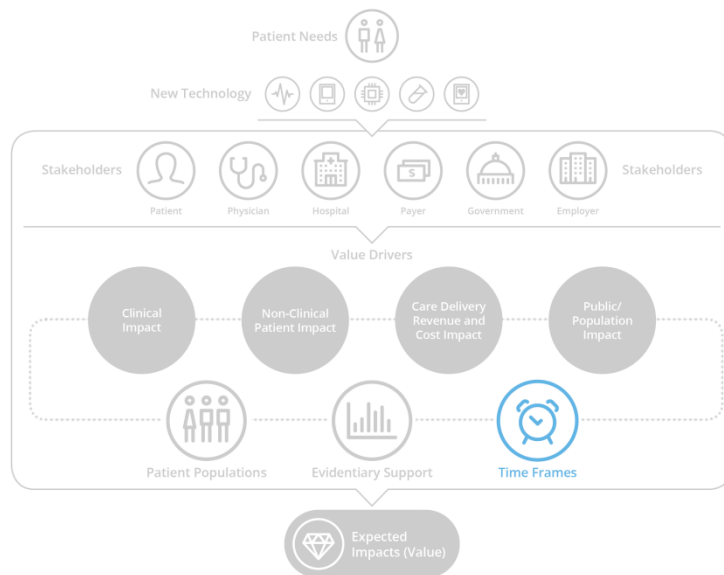 Patient Needs
New Technology
Stakeholders
Stakeholders
Patient
Physician
Hospital
$
Payer
Government
Employer
Value Drivers
Clinical
Impact
Non-Clinical
Patient Impact
Care Delivery
Revenue and
Cost Impact
Public/
Population
Impact
Patient Populations
Evidentiary Support
Time Frames
Expected
Impacts (Value)